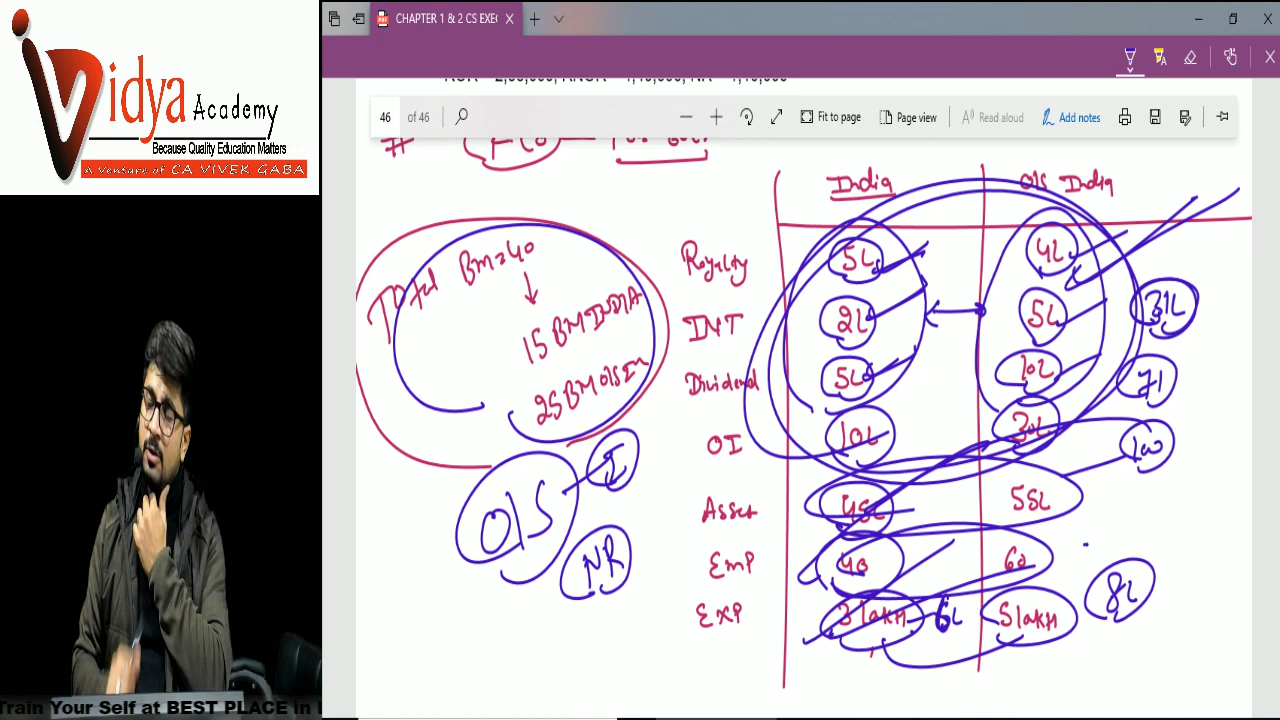 Vidya
Academy
Because Quality Education Matters
A Venture of CA VIVEK GABA
CHAPTER 1 & 2 CS EXEC
46 of 46
Fit to page
Page view
Read aloud
Add notes
#
India O/S India
Royalty 5L 4L
INT 2L 5L 31L
Dividend 5L 10L 71
OI 10L 30L 100
Asset 45L 55L
Emp 40 60
EXP 3 lakh 6L 5 lakh 8L
Total BM=40
15 BM INDIA
25 BM O/S IN
O/S
I
NR
Train Your Self at BEST PLACE in